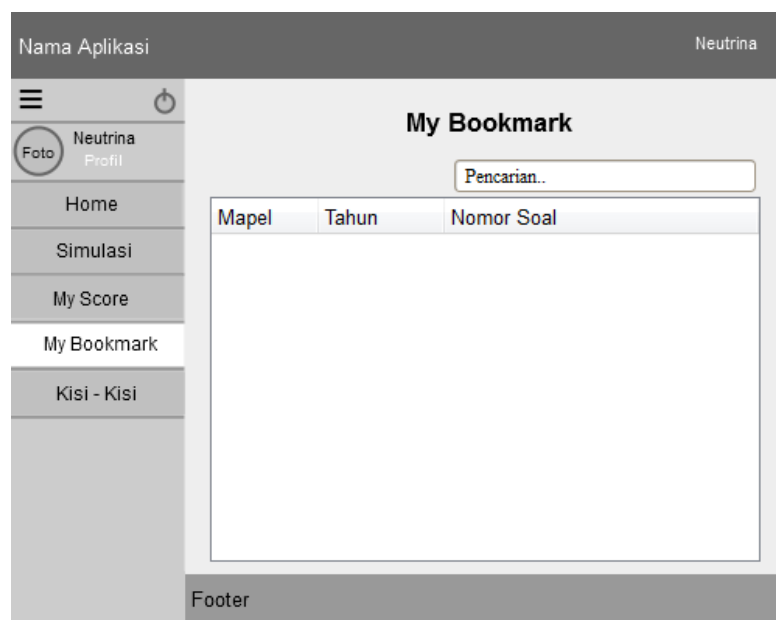 Nama Aplikasi
Neutrina
Foto
Neutrina
Profil
Home
Simulasi
My Score
My Bookmark
Kisi - Kisi
My Bookmark
Pencarian..
Mapel Tahun Nomor Soal
Footer